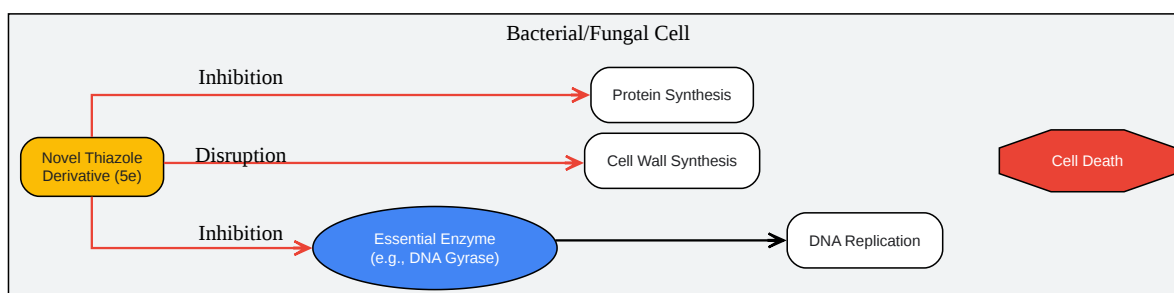 Bacterial/Fungal Cell
Inhibition
Protein Synthesis
Novel Thiazole
Derivative (5e)
Disruption
Cell Wall Synthesis
Cell Death
Inhibition
Essential Enzyme
(e.g., DNA Gyrase)
DNA Replication